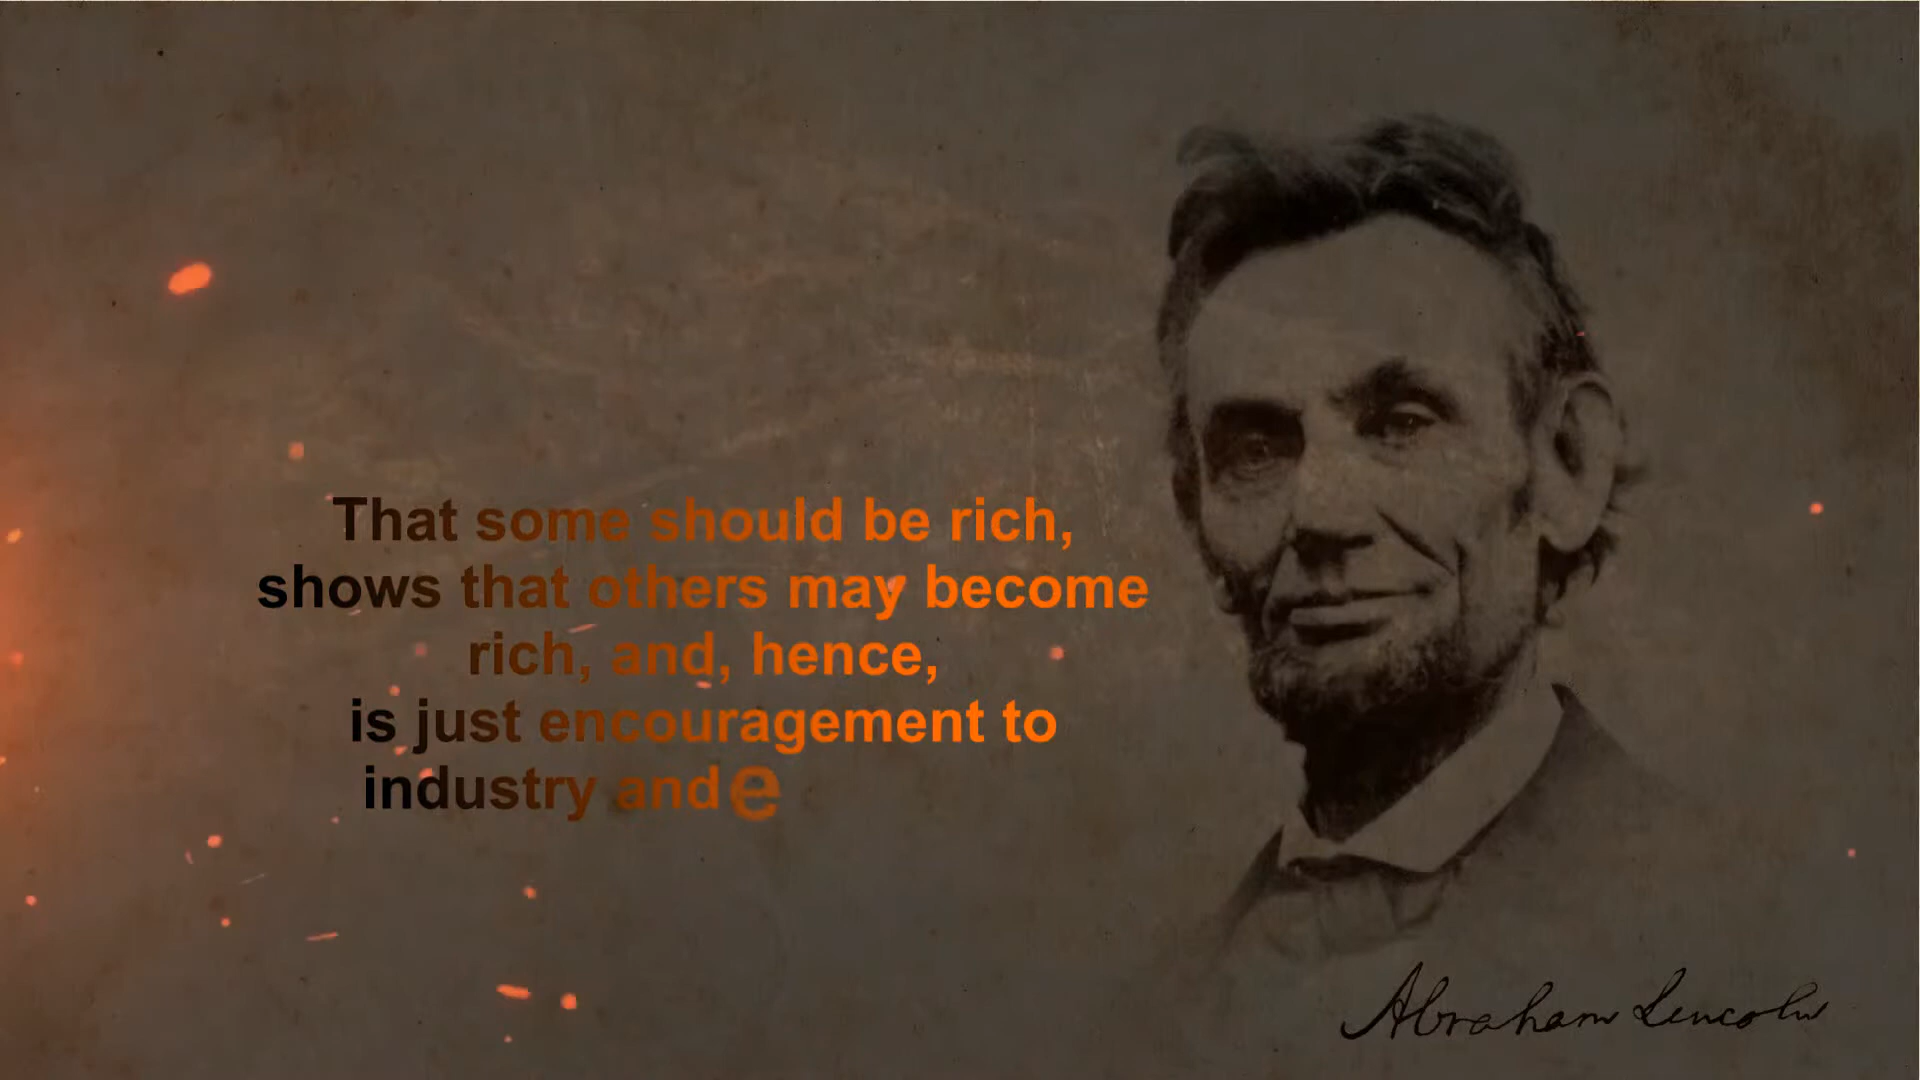 That some should be rich,
shows that others may become
rich, and, hence,
is just encouragement to
industry and e
Abraham Lincoln